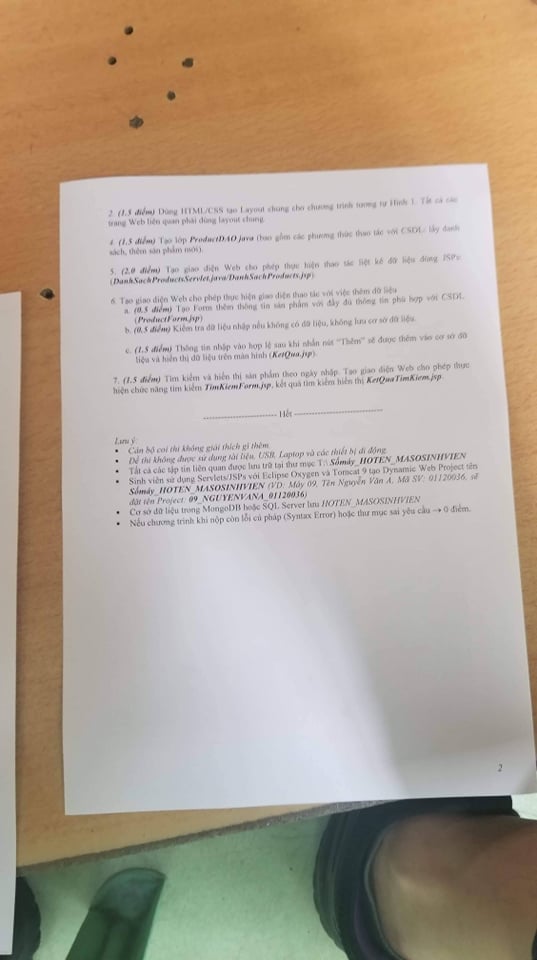 2. (1.5 điểm) Dùng HTML/CSS tạo Layout chung cho chương trình tương tự Hình 1. Tất cả các
trang Web liên quan phải dùng layout chung.
4. (1.5 điểm) Tạo lớp ProductDAO.java (bao gồm các phương thức thao tác với CSDL: lấy danh
sách, thêm sản phẩm mới).
5. (2.0 điểm) Tạo giao diện Web cho phép thực hiện thao tác liệt kê dữ liệu dùng JSPs
(DanhSachProductsServlet.java/DanhSachProducts.jsp)
6. Tạo giao diện Web cho phép thực hiện giao diện thao tác với việc thêm dữ liệu
a. (0.5 điểm) Tạo Form thêm thông tin sản phẩm với đầy đủ thông tin phù hợp với CSDL
(ProductForm.jsp)
b. (0.5 điểm) Kiểm tra dữ liệu nhập nếu không có dữ liệu, không lưu cơ sở dữ liệu.
c. (1.5 điểm) Thông tin nhập vào hợp lệ sau khi nhấn nút "Thêm" sẽ được thêm vào cơ sở dữ
liệu và hiển thị dữ liệu trên màn hình (KetQua.jsp).
7. (1.5 điểm) Tìm kiếm và hiển thị sản phẩm theo ngày nhập. Tạo giao diện Web cho phép thực
hiện chức năng tìm kiếm TimKiemForm.jsp, kết quả tìm kiếm hiển thị KetQuaTimKiem.jsp.
-------------------------- Hết ------------------------------
Lưu ý:
• Cán bộ coi thi không giải thích gì thêm.
• Đề thi không được sử dụng tài liệu, USB, Laptop và các thiết bị di động.
• Tất cả các tập tin liên quan được lưu trữ tại thư mục T:\ Sốmáy_HOTEN_MASOSINHVIEN
• Sinh viên sử dụng Servlets/JSPs với Eclipse Oxygen và Tomcat 9 tạo Dynamic Web Project tên
Sốmáy_HOTEN_MASOSINHVIEN (VD: Máy 09, Tên Nguyễn Văn A, Mã SV: 01120036, sẽ
đặt tên Project: 09_NGUYENVANA_01120036)
• Cơ sở dữ liệu trong MongoDB hoặc SQL Server lưu HOTEN_MASOSINHVIEN
• Nếu chương trình khi nộp còn lỗi cú pháp (Syntax Error) hoặc thư mục sai yêu cầu → 0 điểm.
2